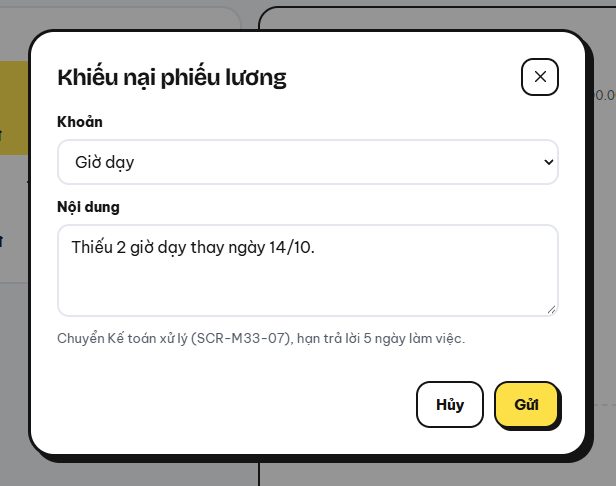 Khiếu nại phiếu lương
Khoản
Giờ dạy
Nội dung
Thiếu 2 giờ dạy thay ngày 14/10.
Chuyển Kế toán xử lý (SCR-M33-07), hạn trả lời 5 ngày làm việc.
Hủy
Gửi